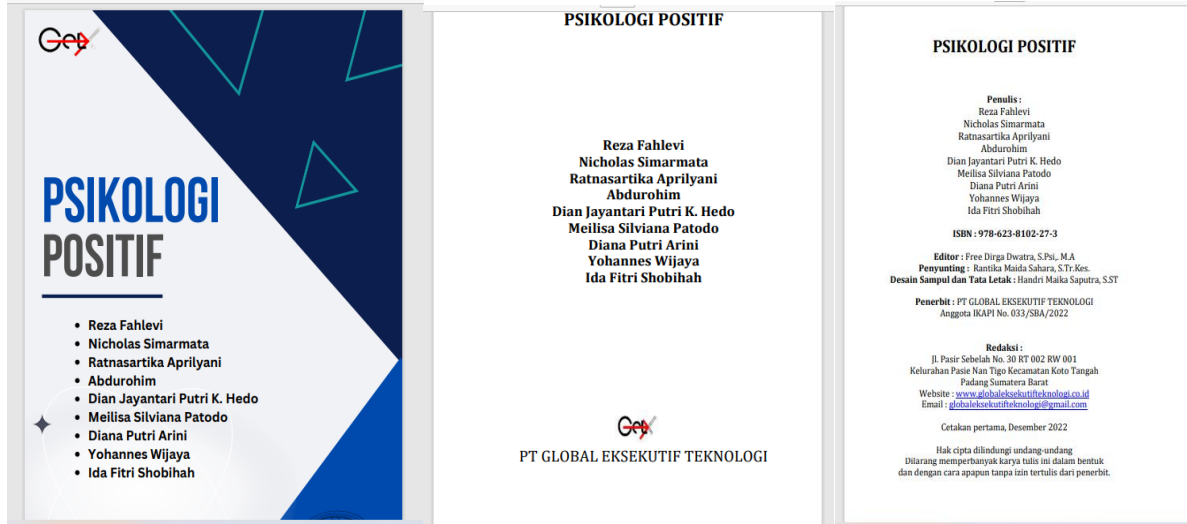 Get
PSIKOLOGI
POSITIF
• Reza Fahlevi
• Nicholas Simarmata
• Ratnasartika Aprilyani
• Abdurohim
• Dian Jayantari Putri K. Hedo
• Meilisa Silviana Patodo
• Diana Putri Arini
• Yohannes Wijaya
• Ida Fitri Shobihah
PSIKOLOGI POSITIF
Reza Fahlevi
Nicholas Simarmata
Ratnasartika Aprilyani
Abdurohim
Dian Jayantari Putri K. Hedo
Meilisa Silviana Patodo
Diana Putri Arini
Yohannes Wijaya
Ida Fitri Shobihah
Get
PT GLOBAL EKSEKUTIF TEKNOLOGI
PSIKOLOGI POSITIF
Penulis :
Reza Fahlevi
Nicholas Simarmata
Ratnasartika Aprilyani
Abdurohim
Dian Jayantari Putri K. Hedo
Meilisa Silviana Patodo
Diana Putri Arini
Yohannes Wijaya
Ida Fitri Shobihah
ISBN : 978-623-8102-27-3
Editor : Free Dirga Dwatra, S.Psi,. M.A
Penyunting : Rantika Maida Sahara, S.Tr.Kes.
Desain Sampul dan Tata Letak : Handri Maika Saputra, S.ST
Penerbit : PT GLOBAL EKSEKUTIF TEKNOLOGI
Anggota IKAPI No. 033/SBA/2022
Redaksi :
Jl. Pasir Sebelah No. 30 RT 002 RW 001
Kelurahan Pasie Nan Tigo Kecamatan Koto Tangah
Padang Sumatera Barat
Website : www.globaleksekutifteknologi.co.id
Email : globaleksekutifteknologi@gmail.com
Cetakan pertama, Desember 2022
Hak cipta dilindungi undang-undang
Dilarang memperbanyak karya tulis ini dalam bentuk
dan dengan cara apapun tanpa izin tertulis dari penerbit.